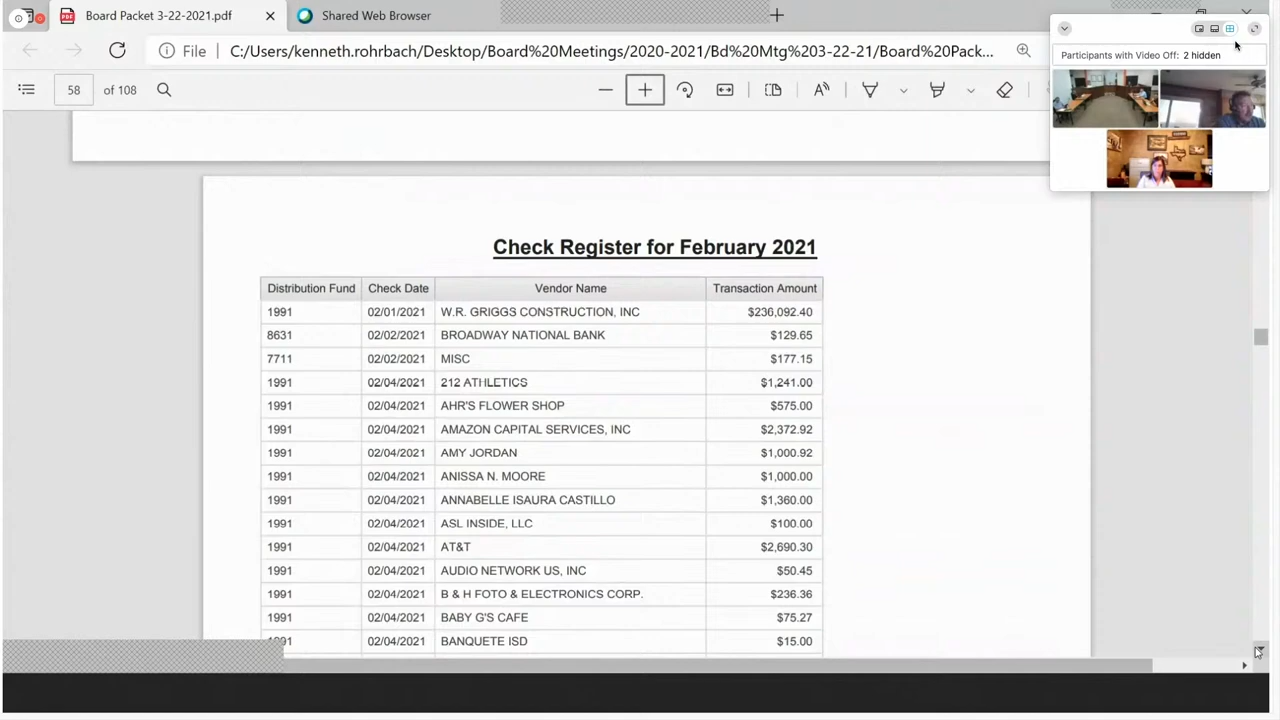 Board Packet 3-22-2021.pdf
Shared Web Browser
File C:/Users/kenneth.rohrbach/Desktop/Board%20Meetings/2020-2021/Bd%20Mtg%203-22-21/Board%20Pack...
58 of 108
Participants with Video Off: 2 hidden
Check Register for February 2021
Distribution Fund Check Date Vendor Name Transaction Amount
1991 02/01/2021 W.R. GRIGGS CONSTRUCTION, INC $236,092.40
8631 02/02/2021 BROADWAY NATIONAL BANK $129.65
7711 02/02/2021 MISC $177.15
1991 02/04/2021 212 ATHLETICS $1,241.00
1991 02/04/2021 AHR'S FLOWER SHOP $575.00
1991 02/04/2021 AMAZON CAPITAL SERVICES, INC $2,372.92
1991 02/04/2021 AMY JORDAN $1,000.92
1991 02/04/2021 ANISSA N. MOORE $1,000.00
1991 02/04/2021 ANNABELLE ISAURA CASTILLO $1,360.00
1991 02/04/2021 ASL INSIDE, LLC $100.00
1991 02/04/2021 AT&T $2,690.30
1991 02/04/2021 AUDIO NETWORK US, INC $50.45
1991 02/04/2021 B & H FOTO & ELECTRONICS CORP. $236.36
1991 02/04/2021 BABY G'S CAFE $75.27
1991 02/04/2021 BANQUETE ISD $15.00